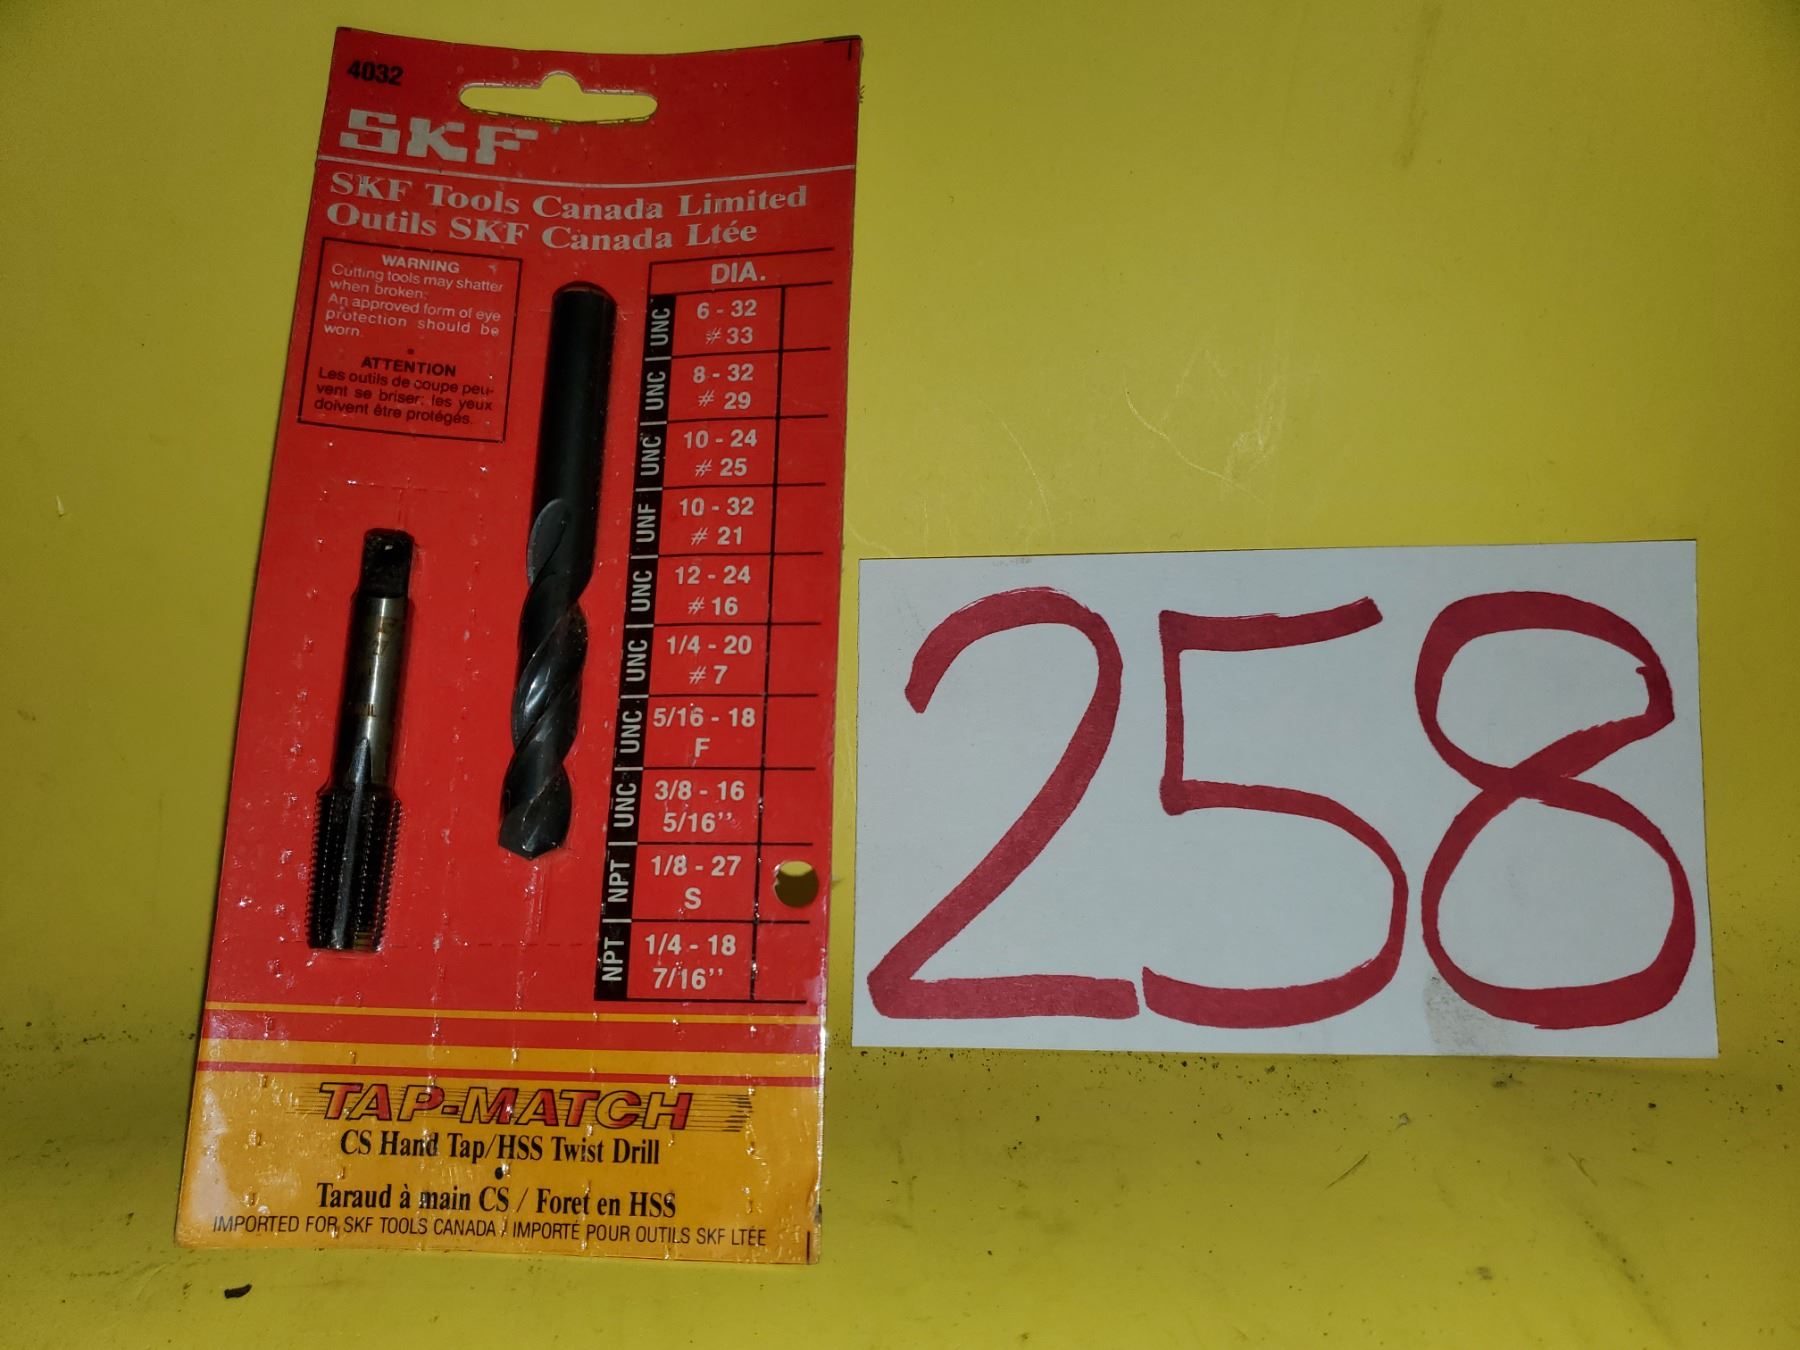 4032
SKF
SKF Tools Canada Limited
Outils SKF Canada Ltée
WARNING
Cutting tools may shatter
when broken:
An approved form of eye
protection should be
worn.
ATTENTION
Les outils de coupe peu-
vent se briser; les yeux
doivent être protégés.
DIA.
UNC 6 - 32
# 33
UNC 8 - 32
# 29
UNC 10 - 24
# 25
UNF 10 - 32
# 21
UNC 12 - 24
# 16
UNC 1/4 - 20
# 7
UNC 5/16 - 18
F
UNC 3/8 - 16
5/16''
NPT 1/8 - 27
S
NPT 1/4 - 18
7/16''
TAP-MATCH
CS Hand Tap/HSS Twist Drill
•
Taraud à main CS / Foret en HSS
IMPORTED FOR SKF TOOLS CANADA / IMPORTÉ POUR OUTILS SKF LTÉE
258